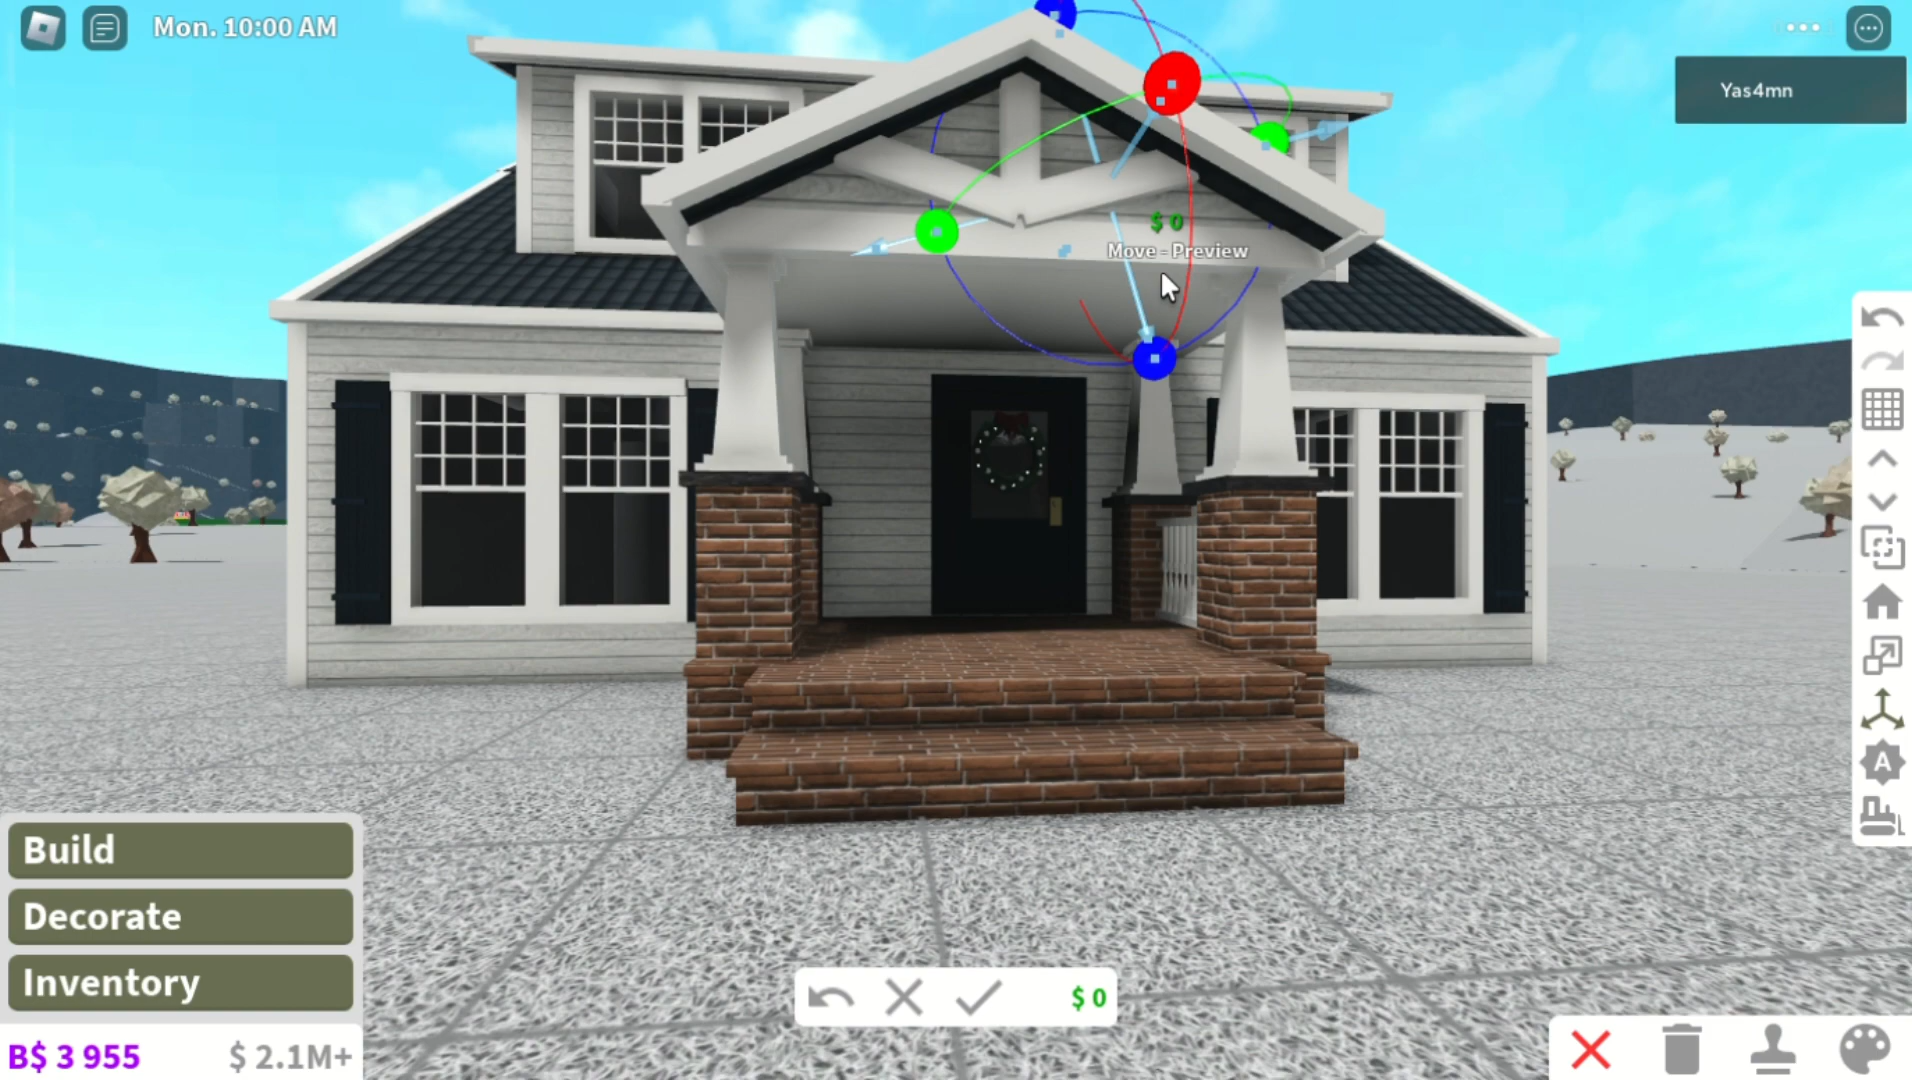 Mon. 10:00 AM
Yas4mn
$ 0
Move - Preview
A
Build
Decorate
Inventory
B$ 3 955
$ 2.1M+
$ 0